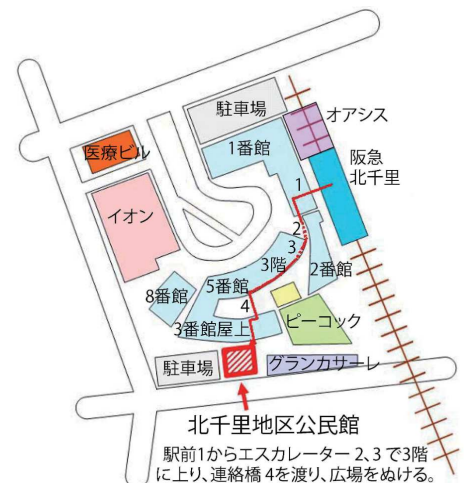 駐車場
オアシス
医療ビル
1番館
阪急
北千里
1
イオン
2
3
3階
2番館
5番館
8番館
4
3番館屋上
ピーコック
駐車場
グランカサーレ
北千里地区公民館
駅前1からエスカレーター 2、3 で3階
に上り、連絡橋 4を渡り、広場をぬける。